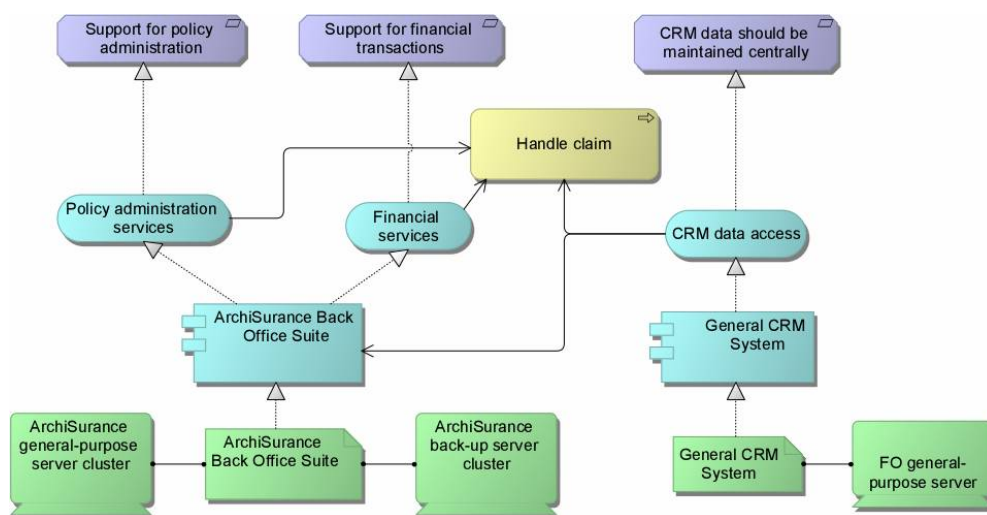 Support for policy
administration
Support for financial
transactions
CRM data should be
maintained centrally
Handle claim
Policy administration
services
Financial
services
CRM data access
ArchiSurance Back
Office Suite
General CRM
System
ArchiSurance
general-purpose
server cluster
ArchiSurance
Back Office Suite
ArchiSurance
back-up server
cluster
General CRM
System
FO general-
purpose server